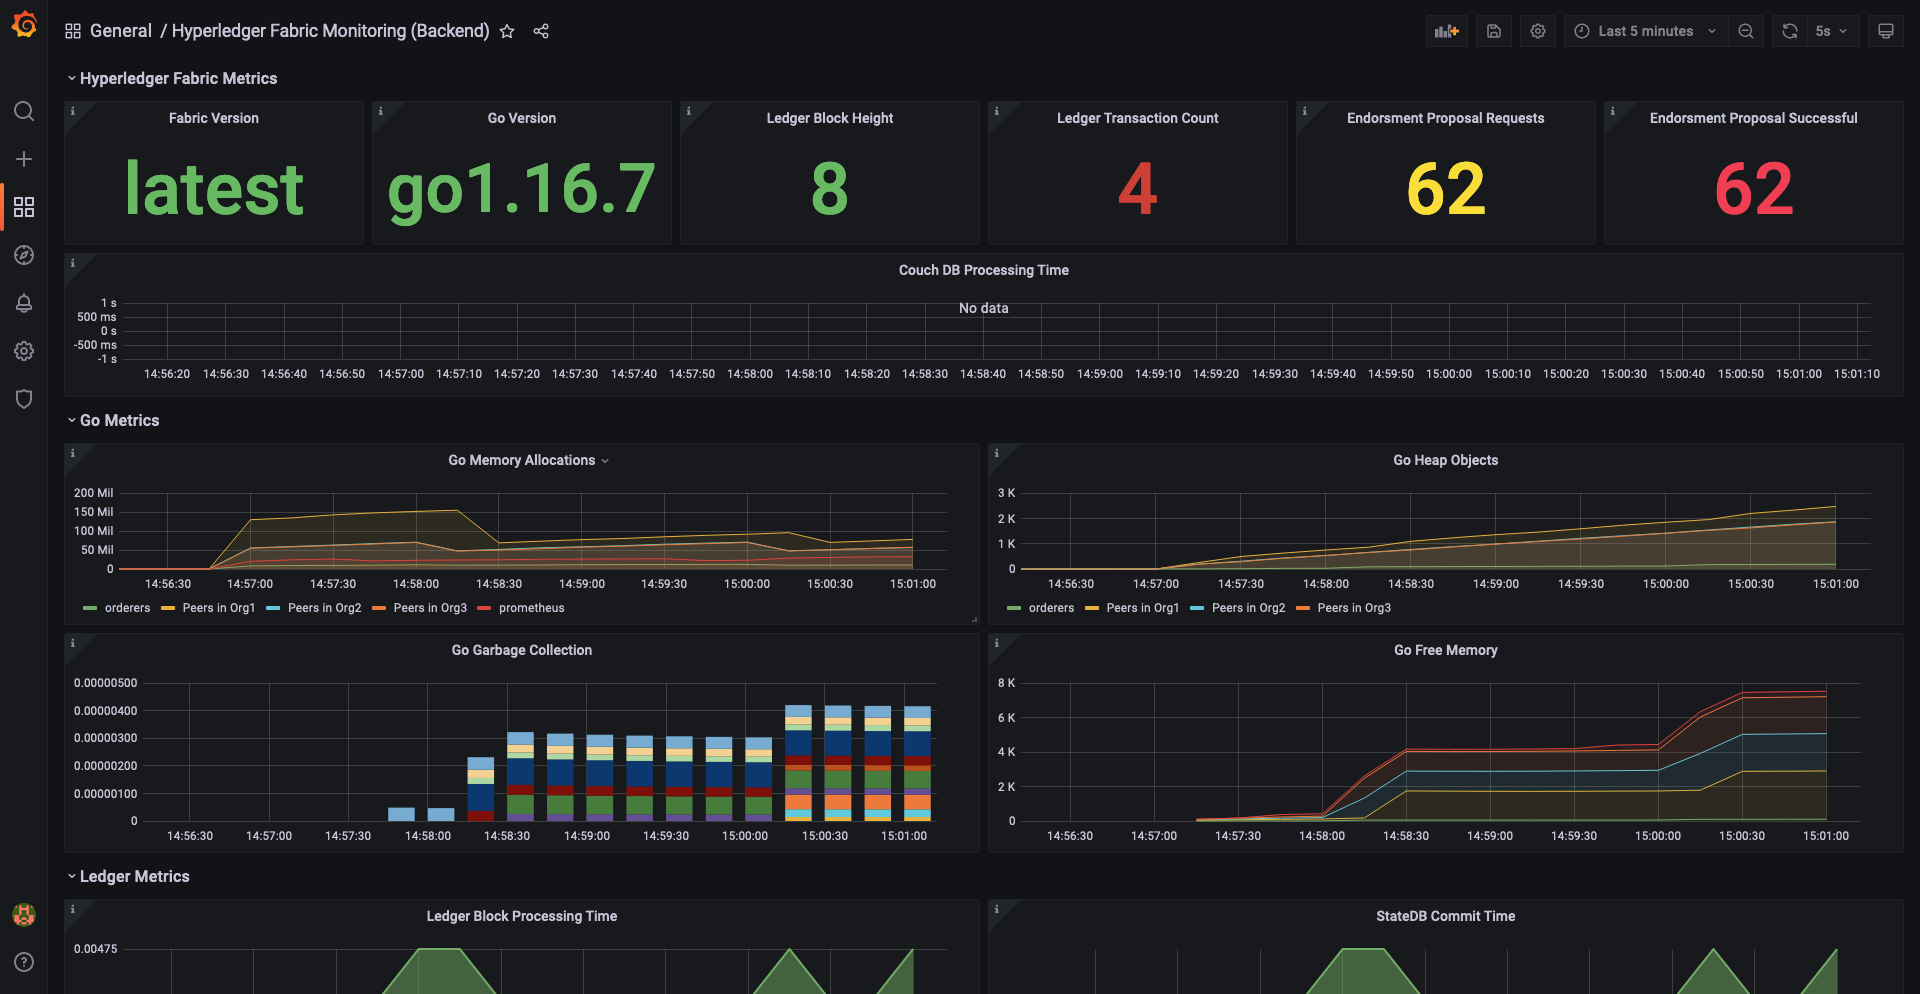 General / Hyperledger Fabric Monitoring (Backend)
Last 5 minutes
5s
Hyperledger Fabric Metrics
Fabric Version
Go Version
Ledger Block Height
Ledger Transaction Count
Endorsment Proposal Requests
Endorsment Proposal Successful
latest
go1.16.7
8
4
62
62
Couch DB Processing Time
No data
1 s
500 ms
0 s
-500 ms
-1 s
14:56:20 14:56:30 14:56:40 14:56:50 14:57:00 14:57:10 14:57:20 14:57:30 14:57:40 14:57:50 14:58:00 14:58:10 14:58:20 14:58:30 14:58:40 14:58:50 14:59:00 14:59:10 14:59:20 14:59:30 14:59:40 14:59:50 15:00:00 15:00:10 15:00:20 15:00:30 15:00:40 15:00:50 15:01:00 15:01:10
Go Metrics
Go Memory Allocations
200 Mil
150 Mil
100 Mil
50 Mil
0
14:56:30 14:57:00 14:57:30 14:58:00 14:58:30 14:59:00 14:59:30 15:00:00 15:00:30 15:01:00
orderers Peers in Org1 Peers in Org2 Peers in Org3 prometheus
Go Heap Objects
3 K
2 K
1 K
0
14:56:30 14:57:00 14:57:30 14:58:00 14:58:30 14:59:00 14:59:30 15:00:00 15:00:30 15:01:00
orderers Peers in Org1 Peers in Org2 Peers in Org3
Go Garbage Collection
0.00000500
0.00000400
0.00000300
0.00000200
0.00000100
0
14:56:30 14:57:00 14:57:30 14:58:00 14:58:30 14:59:00 14:59:30 15:00:00 15:00:30 15:01:00
Go Free Memory
8 K
6 K
4 K
2 K
0
14:56:30 14:57:00 14:57:30 14:58:00 14:58:30 14:59:00 14:59:30 15:00:00 15:00:30 15:01:00
Ledger Metrics
Ledger Block Processing Time
0.00475
StateDB Commit Time